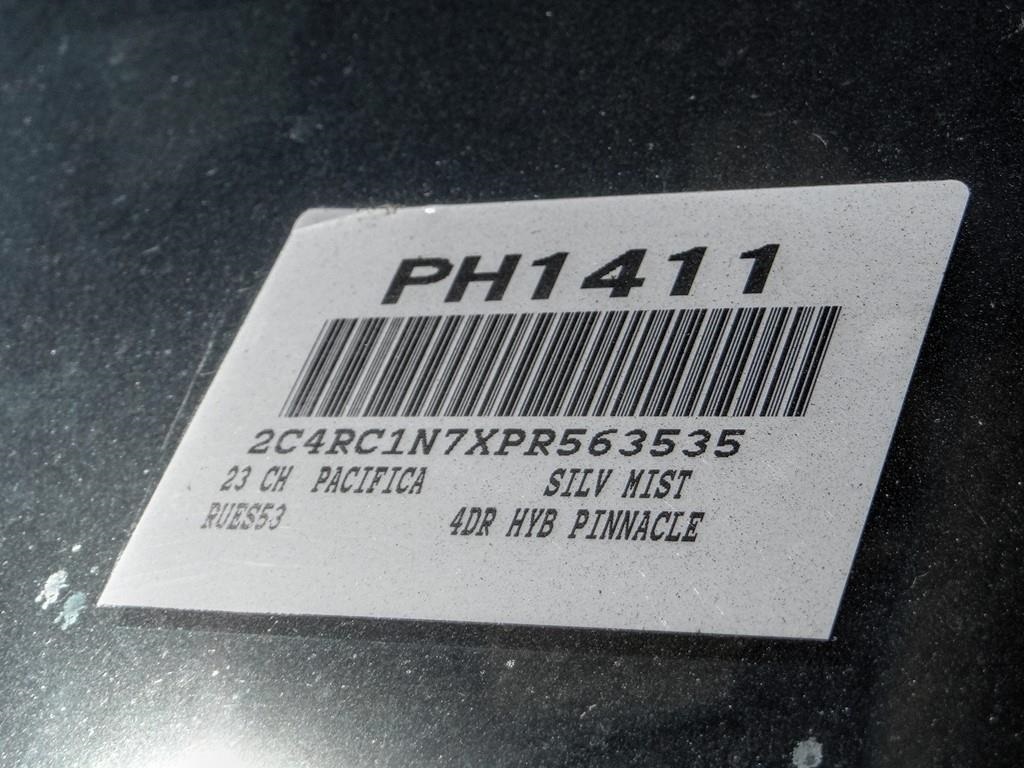 PH1411
2C4RC1N7XPR563535
23 CH PACIFICA SILV MIST
RUES53 4DR HYB PINNACLE